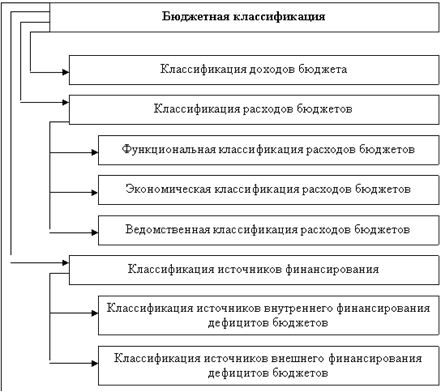 Бюджетная классификация
Классификация доходов бюджета
Классификация расходов бюджетов
Функциональная классификация расходов бюджетов
Экономическая классификация расходов бюджетов
Ведомственная классификация расходов бюджетов
Классификация источников финансирования
Классификация источников внутреннего финансирования
дефицитов бюджетов
Классификация источников внешнего финансирования
дефицитов бюджетов